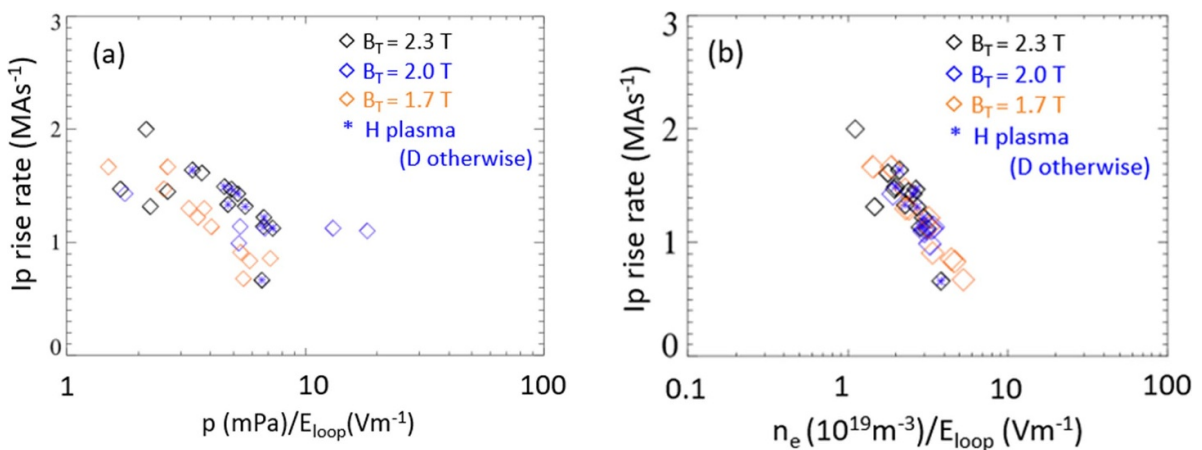 3
(a)
B_T = 2.3 T
B_T = 2.0 T
B_T = 1.7 T
* H plasma
(D otherwise)
2
1
0
Ip rise rate (MAs⁻¹)
1
10
100
p (mPa)/E_loop(Vm⁻¹)
3
(b)
B_T = 2.3 T
B_T = 2.0 T
B_T = 1.7 T
* H plasma
(D otherwise)
2
1
0
Ip rise rate (MAs⁻¹)
0.1
1
10
100
n_e (10¹⁹m⁻³)/E_loop (Vm⁻¹)